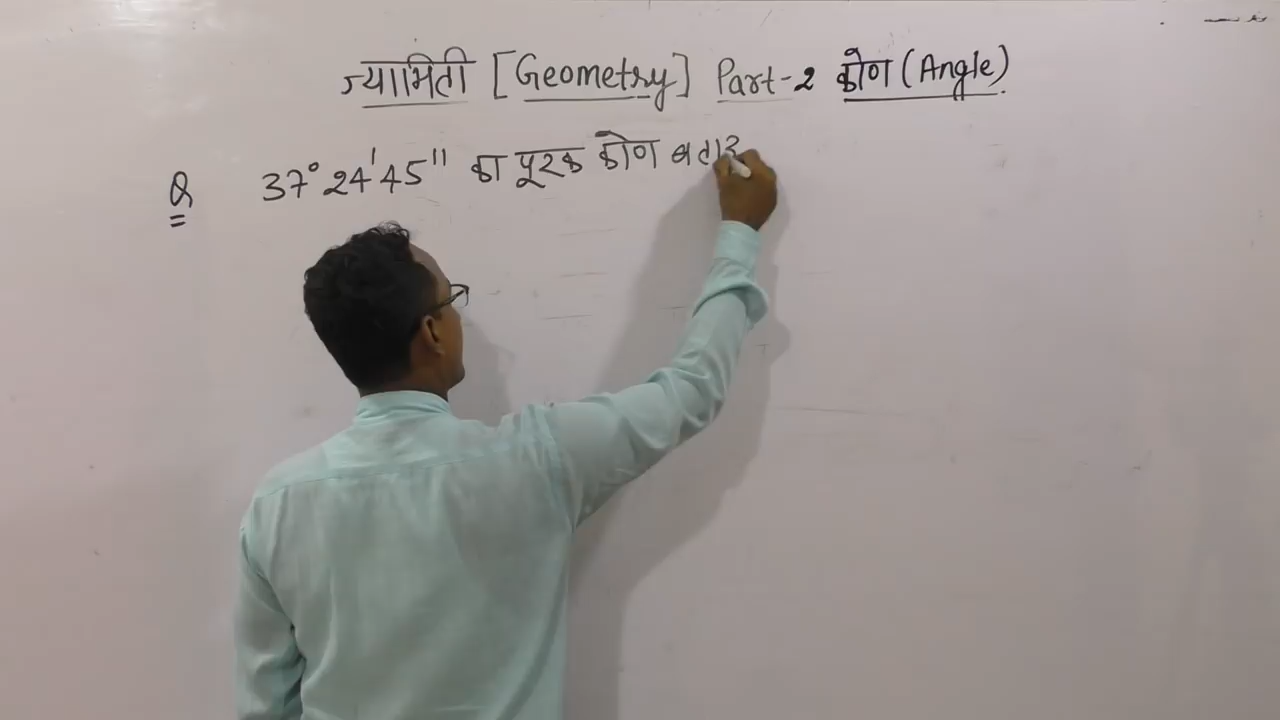 ज्यामिती [Geometry] Part-2 कोण (Angle)
Q 37° 24' 45'' का पूरक कोण